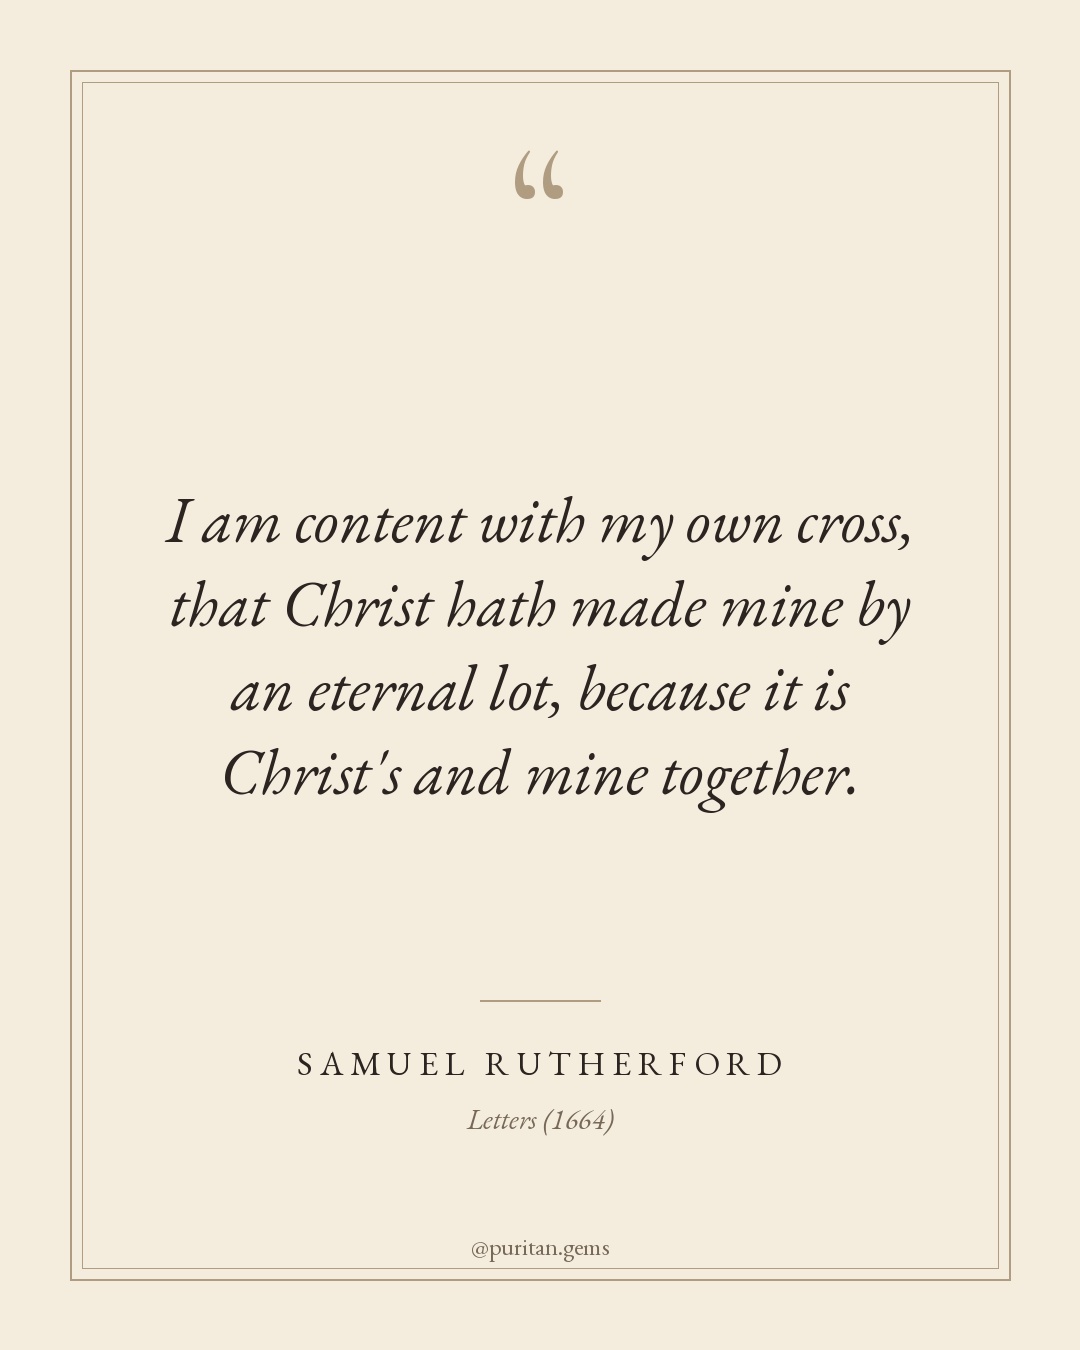 “
I am content with my own cross,
that Christ hath made mine by
an eternal lot, because it is
Christ's and mine together.
SAMUEL RUTHERFORD
Letters (1664)
@puritan.gems